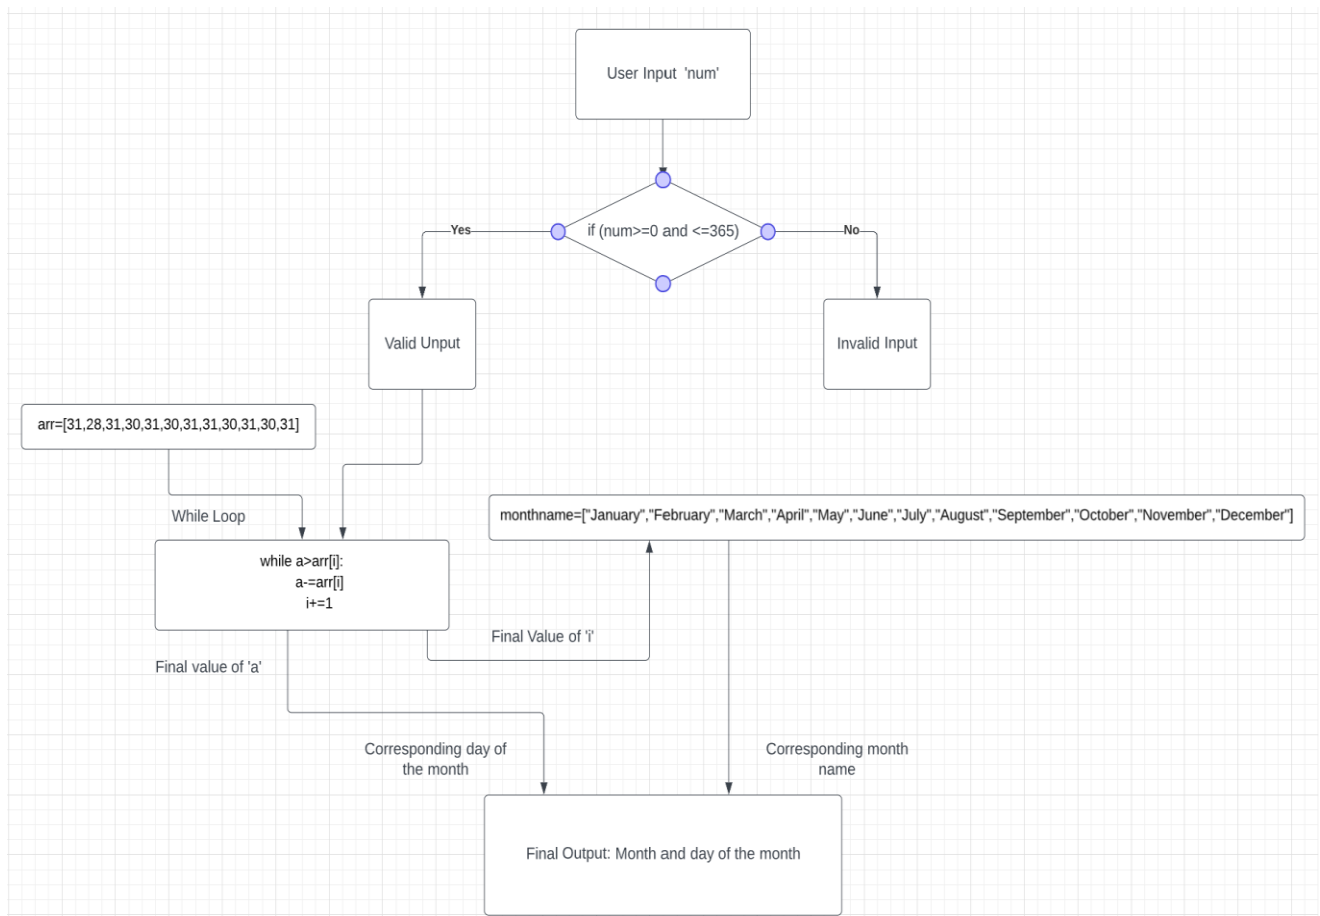 User Input 'num'
if (num>=0 and <=365)
Yes
No
Valid Unput
Invalid Input
arr=[31,28,31,30,31,30,31,31,30,31,30,31]
While Loop
monthname=["January","February","March","April","May","June","July","August","September","October","November","December"]
while a>arr[i]:
a-=arr[i]
i+=1
Final Value of 'i'
Final value of 'a'
Corresponding day of
the month
Corresponding month
name
Final Output: Month and day of the month